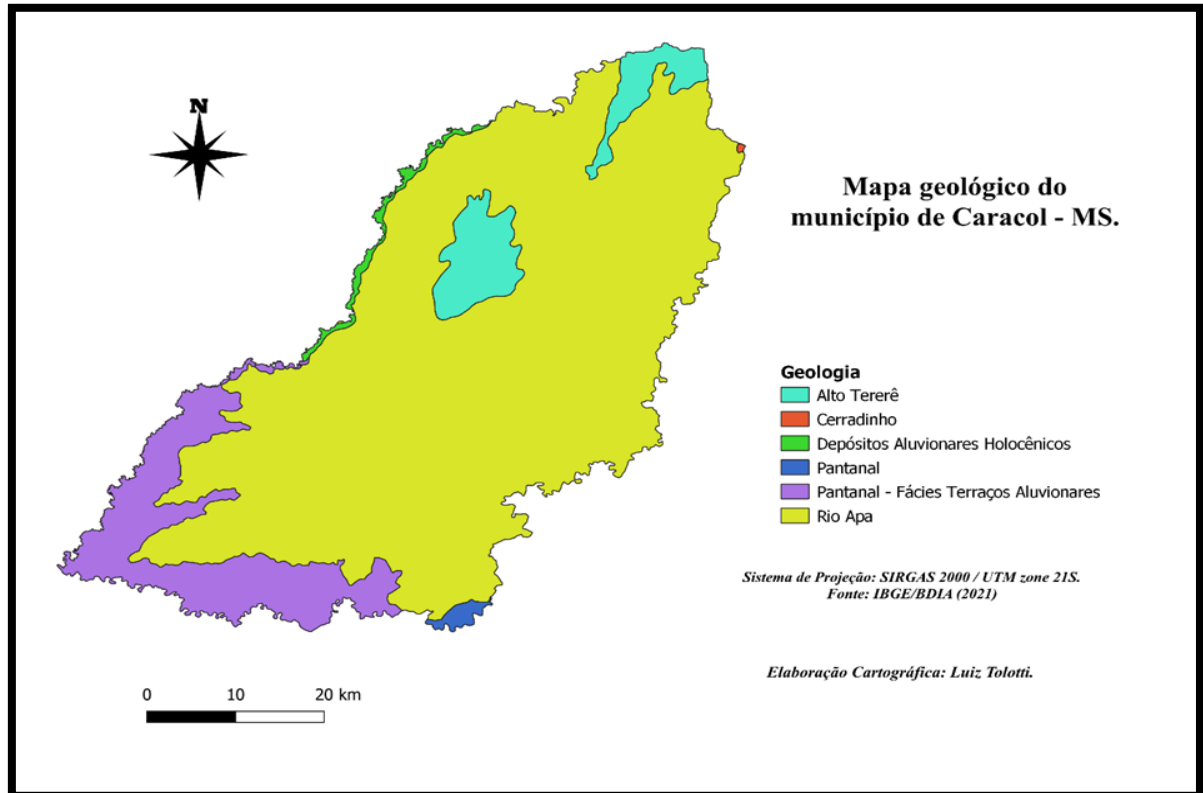 N
Mapa geológico do
município de Caracol - MS.
Geologia
Alto Tererê
Cerradinho
Depósitos Aluvionares Holocênicos
Pantanal
Pantanal - Fácies Terraços Aluvionares
Rio Apa
Sistema de Projeção: SIRGAS 2000 / UTM zone 21S.
Fonte: IBGE/BDIA (2021)
Elaboração Cartográfica: Luiz Tolotti.
0 10 20 km